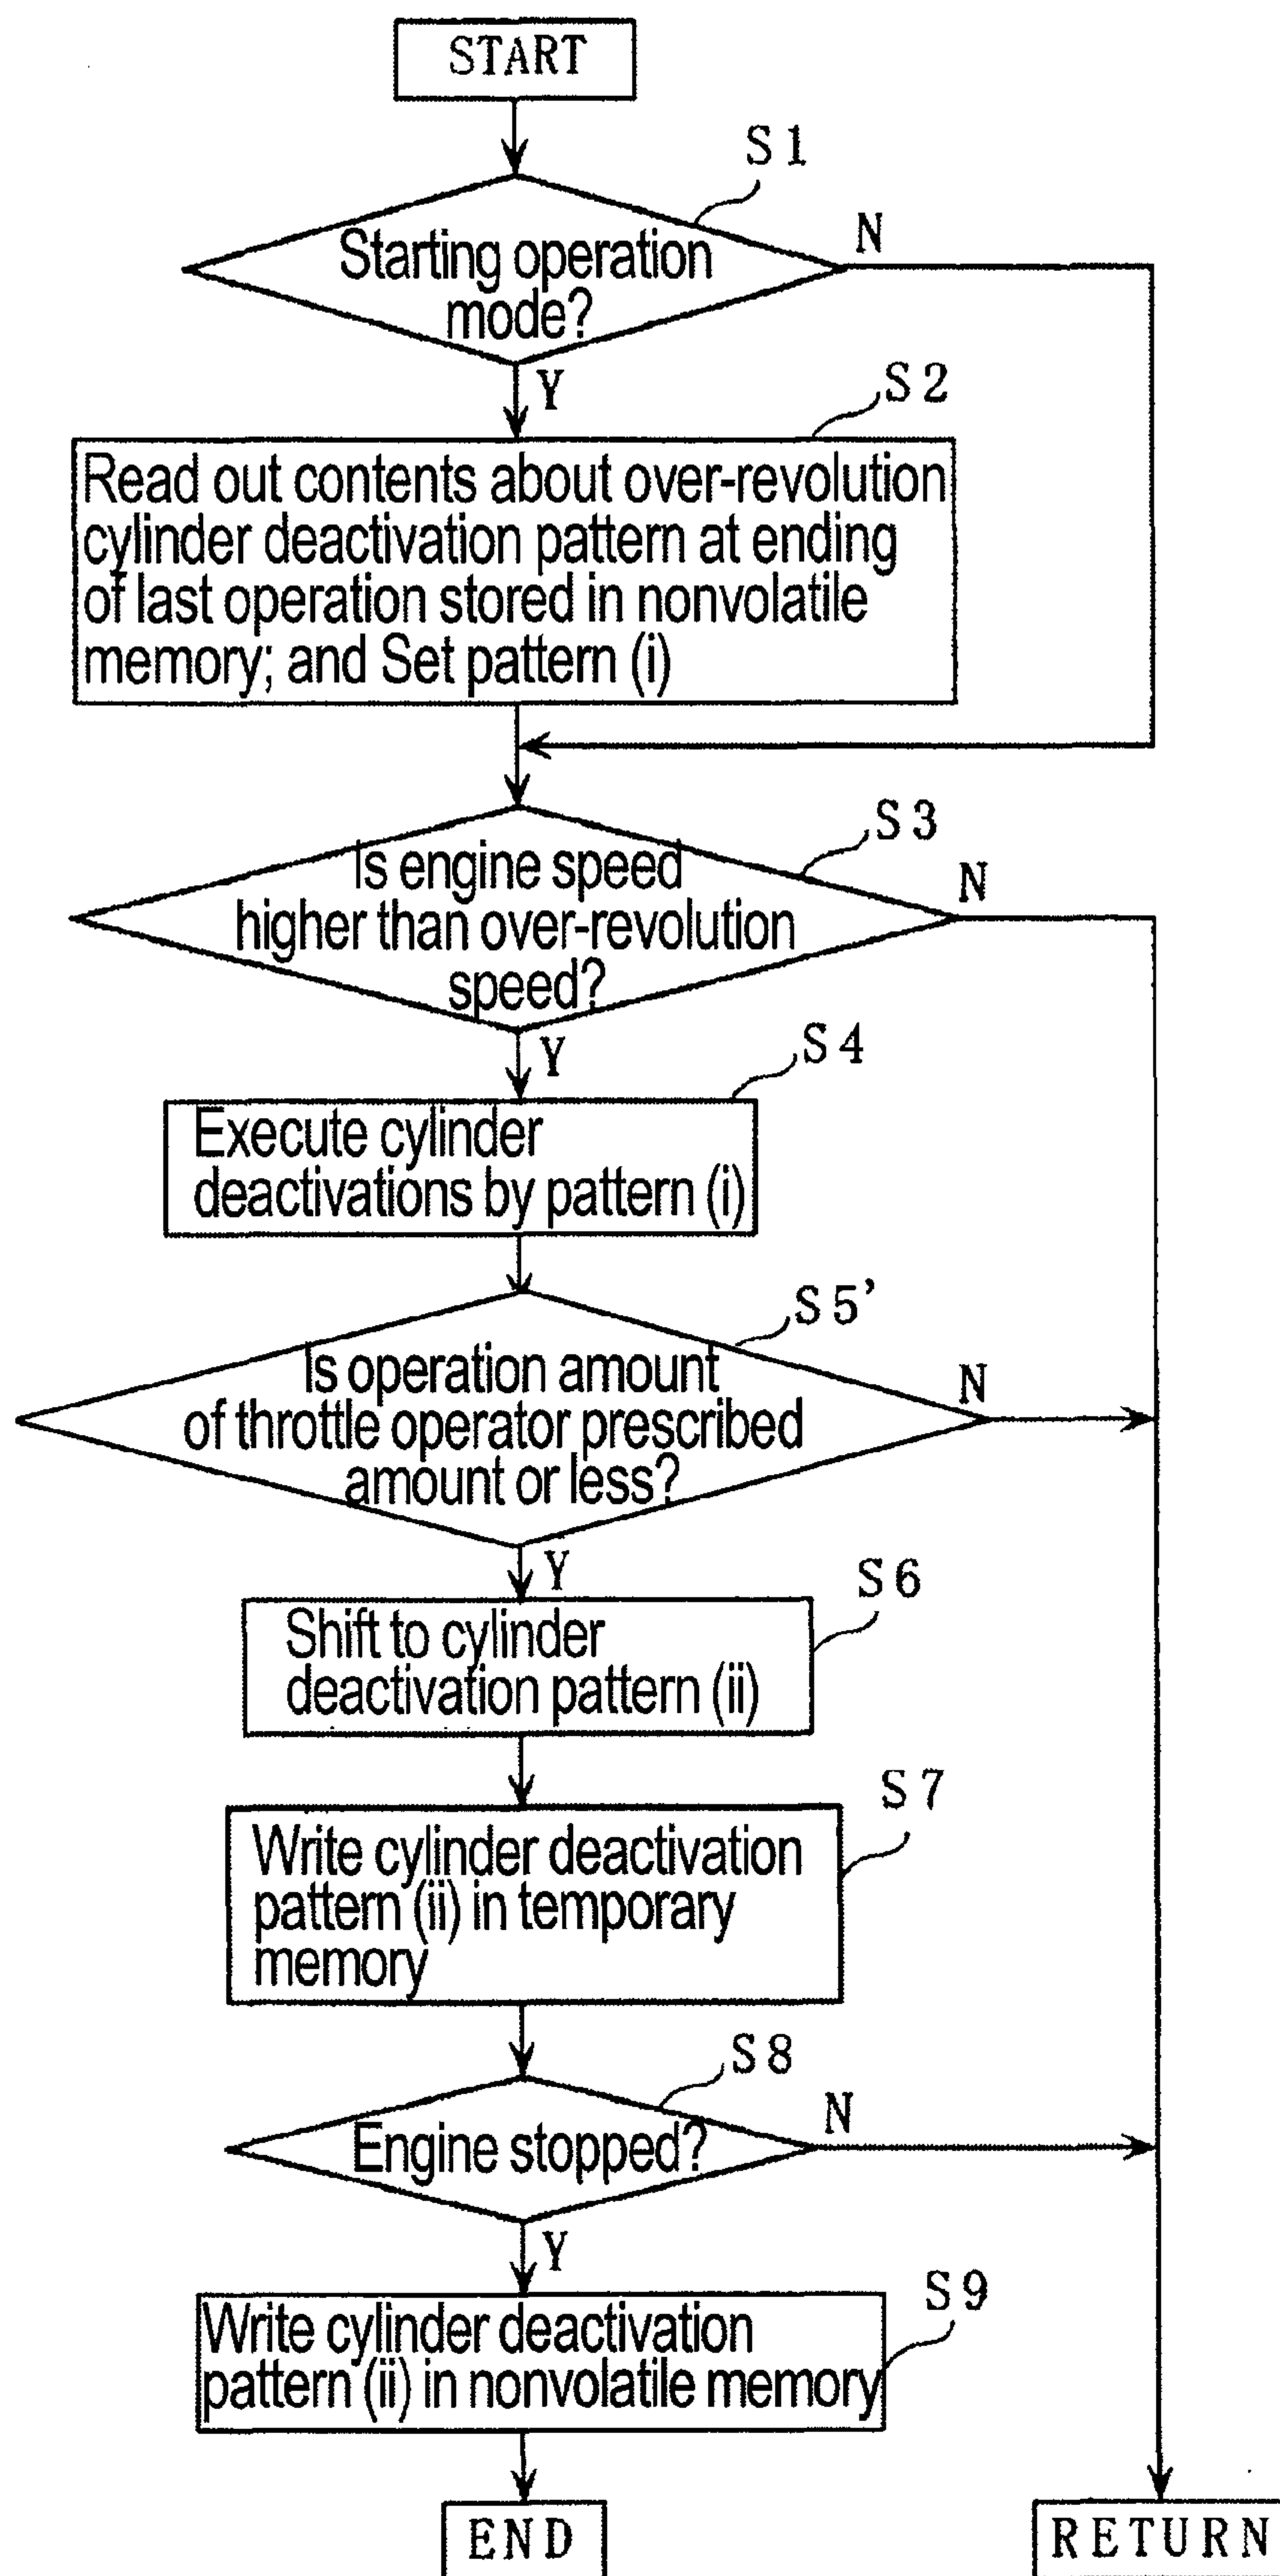 START
S1
Starting operation
mode?
N
Y
S2
Read out contents about over-revolution
cylinder deactivation pattern at ending
of last operation stored in nonvolatile
memory; and Set pattern (i)
S3
Is engine speed
higher than over-revolution
speed?
N
Y
S4
Execute cylinder
deactivations by pattern (i)
S5’
Is operation amount
of throttle operator prescribed
amount or less?
N
Y
S6
Shift to cylinder
deactivation pattern (ii)
S7
Write cylinder deactivation
pattern (ii) in temporary
memory
S8
Engine stopped?
N
Y
S9
Write cylinder deactivation
pattern (ii) in nonvolatile memory
END
RETURN